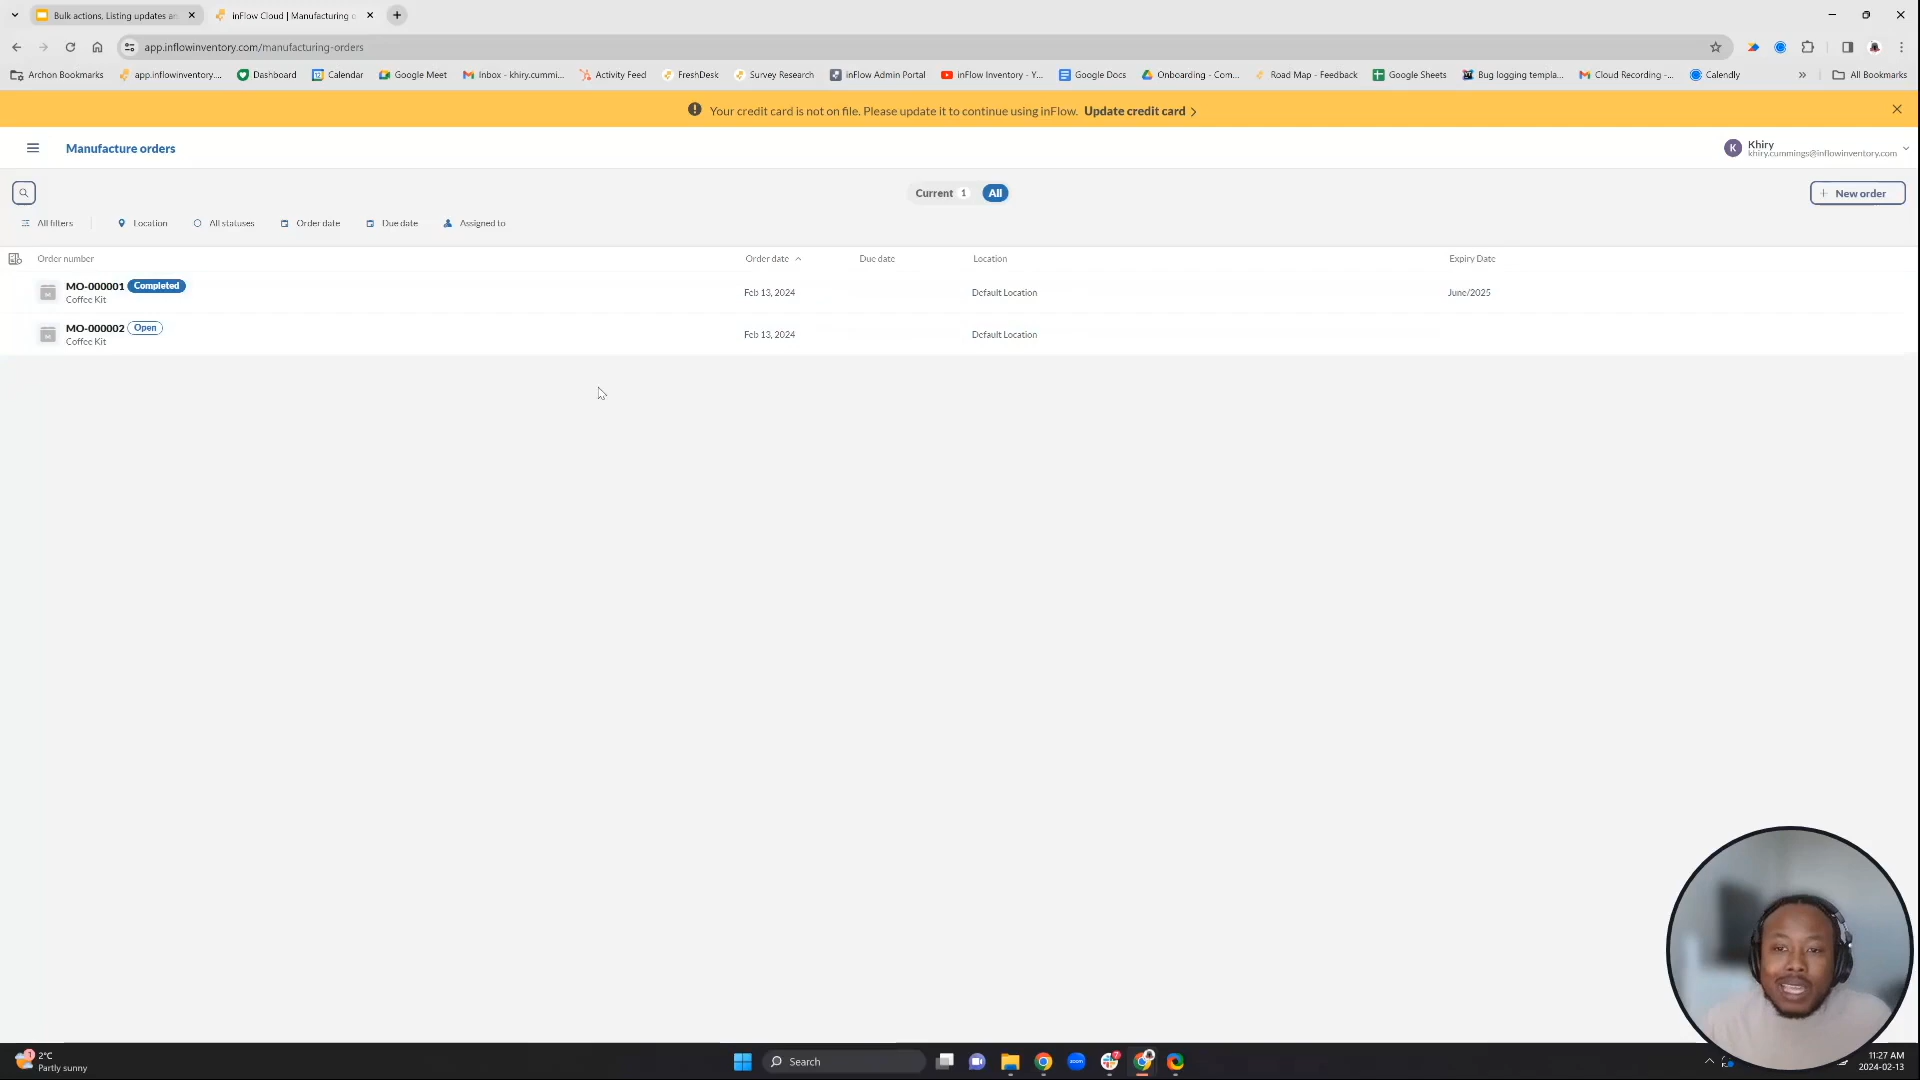 Bulk actions, Listing updates an
inFlow Cloud | Manufacturing o
app.inflowinventory.com/manufacturing-orders
Archon Bookmarks
app.inflowinventory....
Dashboard
Calendar
Google Meet
Inbox - khiry.cummi...
Activity Feed
FreshDesk
Survey Research
inFlow Admin Portal
inFlow Inventory - Y...
Google Docs
Onboarding - Com...
Road Map - Feedback
Google Sheets
Bug logging templa...
Cloud Recording -...
Calendly
All Bookmarks
Your credit card is not on file. Please update it to continue using inFlow. Update credit card
Manufacture orders
K
Khiry
khiry.cummings@inflowinventory.com
Current 1
All
New order
All filters
Location
All statuses
Order date
Due date
Assigned to
Order number
Order date
Due date
Location
Expiry Date
MO-000001 Completed
Coffee Kit
Feb 13, 2024
Default Location
June/2025
MO-000002 Open
Coffee Kit
Feb 13, 2024
Default Location
2°C
Partly sunny
Search
zoom
11:27 AM
2024-02-13